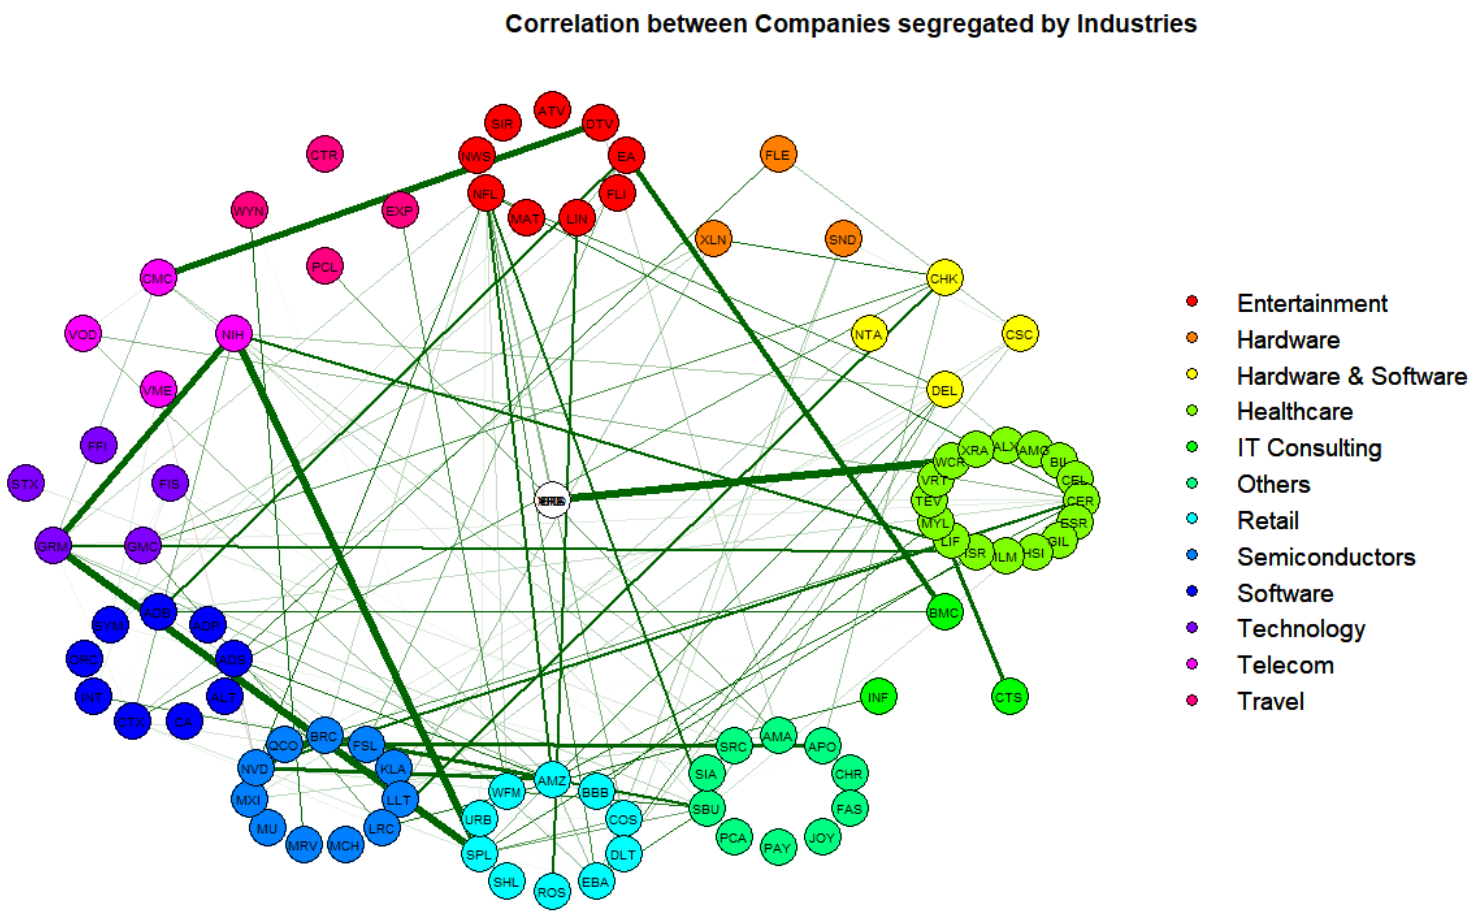 Correlation between Companies segregated by Industries
ATV
SIR
DTV
NWS
EA
CTR
FLE
NFL
FLI
WYN
EXP
MAT
LIN
XLN
SND
PCL
CMC
CHK
VOD
NIH
NTA
CSC
VME
DEL
FFI
STX
FIS
XRA
ALX
AMG
BII
WCR
CEL
VRT
TEV
CER
MYL
ESR
LIF
GIL
ISR
ILM
HSI
GRM
GMC
ADB
BMC
SYM
ADP
ORC
ADS
INT
ALT
CTX
CA
INF
CTS
QCO
BRC
FSL
NVD
KLA
MXI
LLT
MU
LRC
MRV
MCH
AMZ
WFM
BBB
URB
COS
SPL
DLT
SHL
ROS
EBA
SRC
AMA
APO
SIA
CHR
SBU
FAS
PCA
PAY
JOY
Entertainment
Hardware
Hardware & Software
Healthcare
IT Consulting
Others
Retail
Semiconductors
Software
Technology
Telecom
Travel